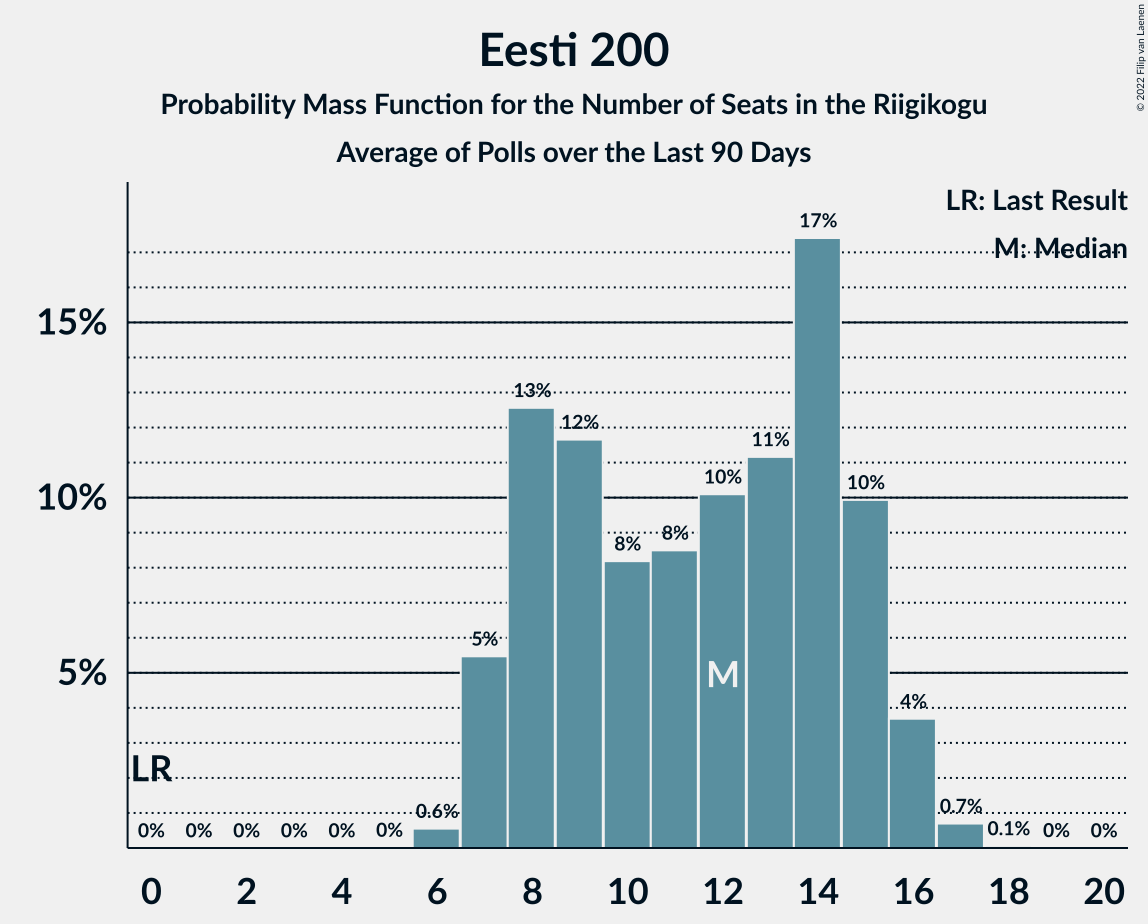 Eesti 200
Probability Mass Function for the Number of Seats in the Riigikogu
Average of Polls over the Last 90 Days
© 2022 Filip van Laenen
LR: Last Result
M: Median
15%
10%
5%
LR
M
0%
0%
0%
0%
0%
0%
0.6%
5%
13%
12%
8%
8%
10%
11%
17%
10%
4%
0.7%
0.1%
0%
0%
0 2 4 6 8 10 12 14 16 18 20